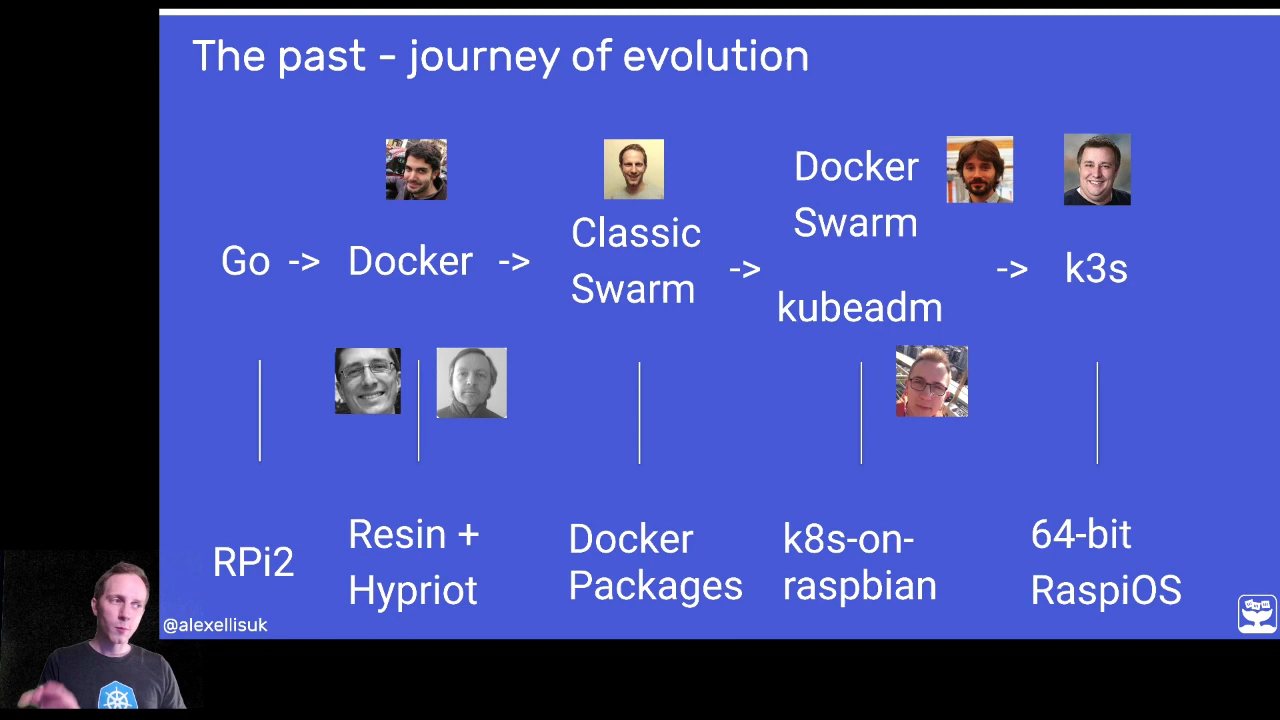 The past - journey of evolution
Go -> Docker -> Classic
Swarm -> Docker
Swarm
kubeadm -> k3s
RPi2
Resin +
Hypriot
Docker
Packages
k8s-on-
raspbian
64-bit
RaspiOS
@alexellisuk